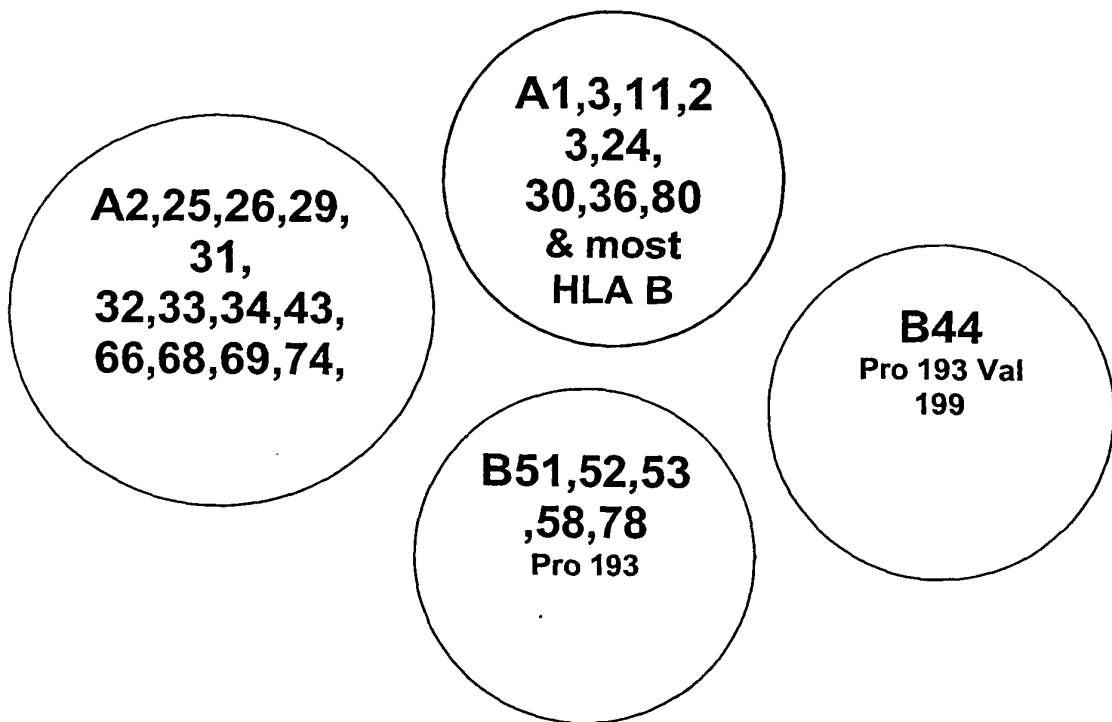 A2,25,26,29,
31,
32,33,34,43,
66,68,69,74,
A1,3,11,2
3,24,
30,36,80
& most
HLA B
B44
Pro 193 Val
199
B51,52,53
,58,78
Pro 193